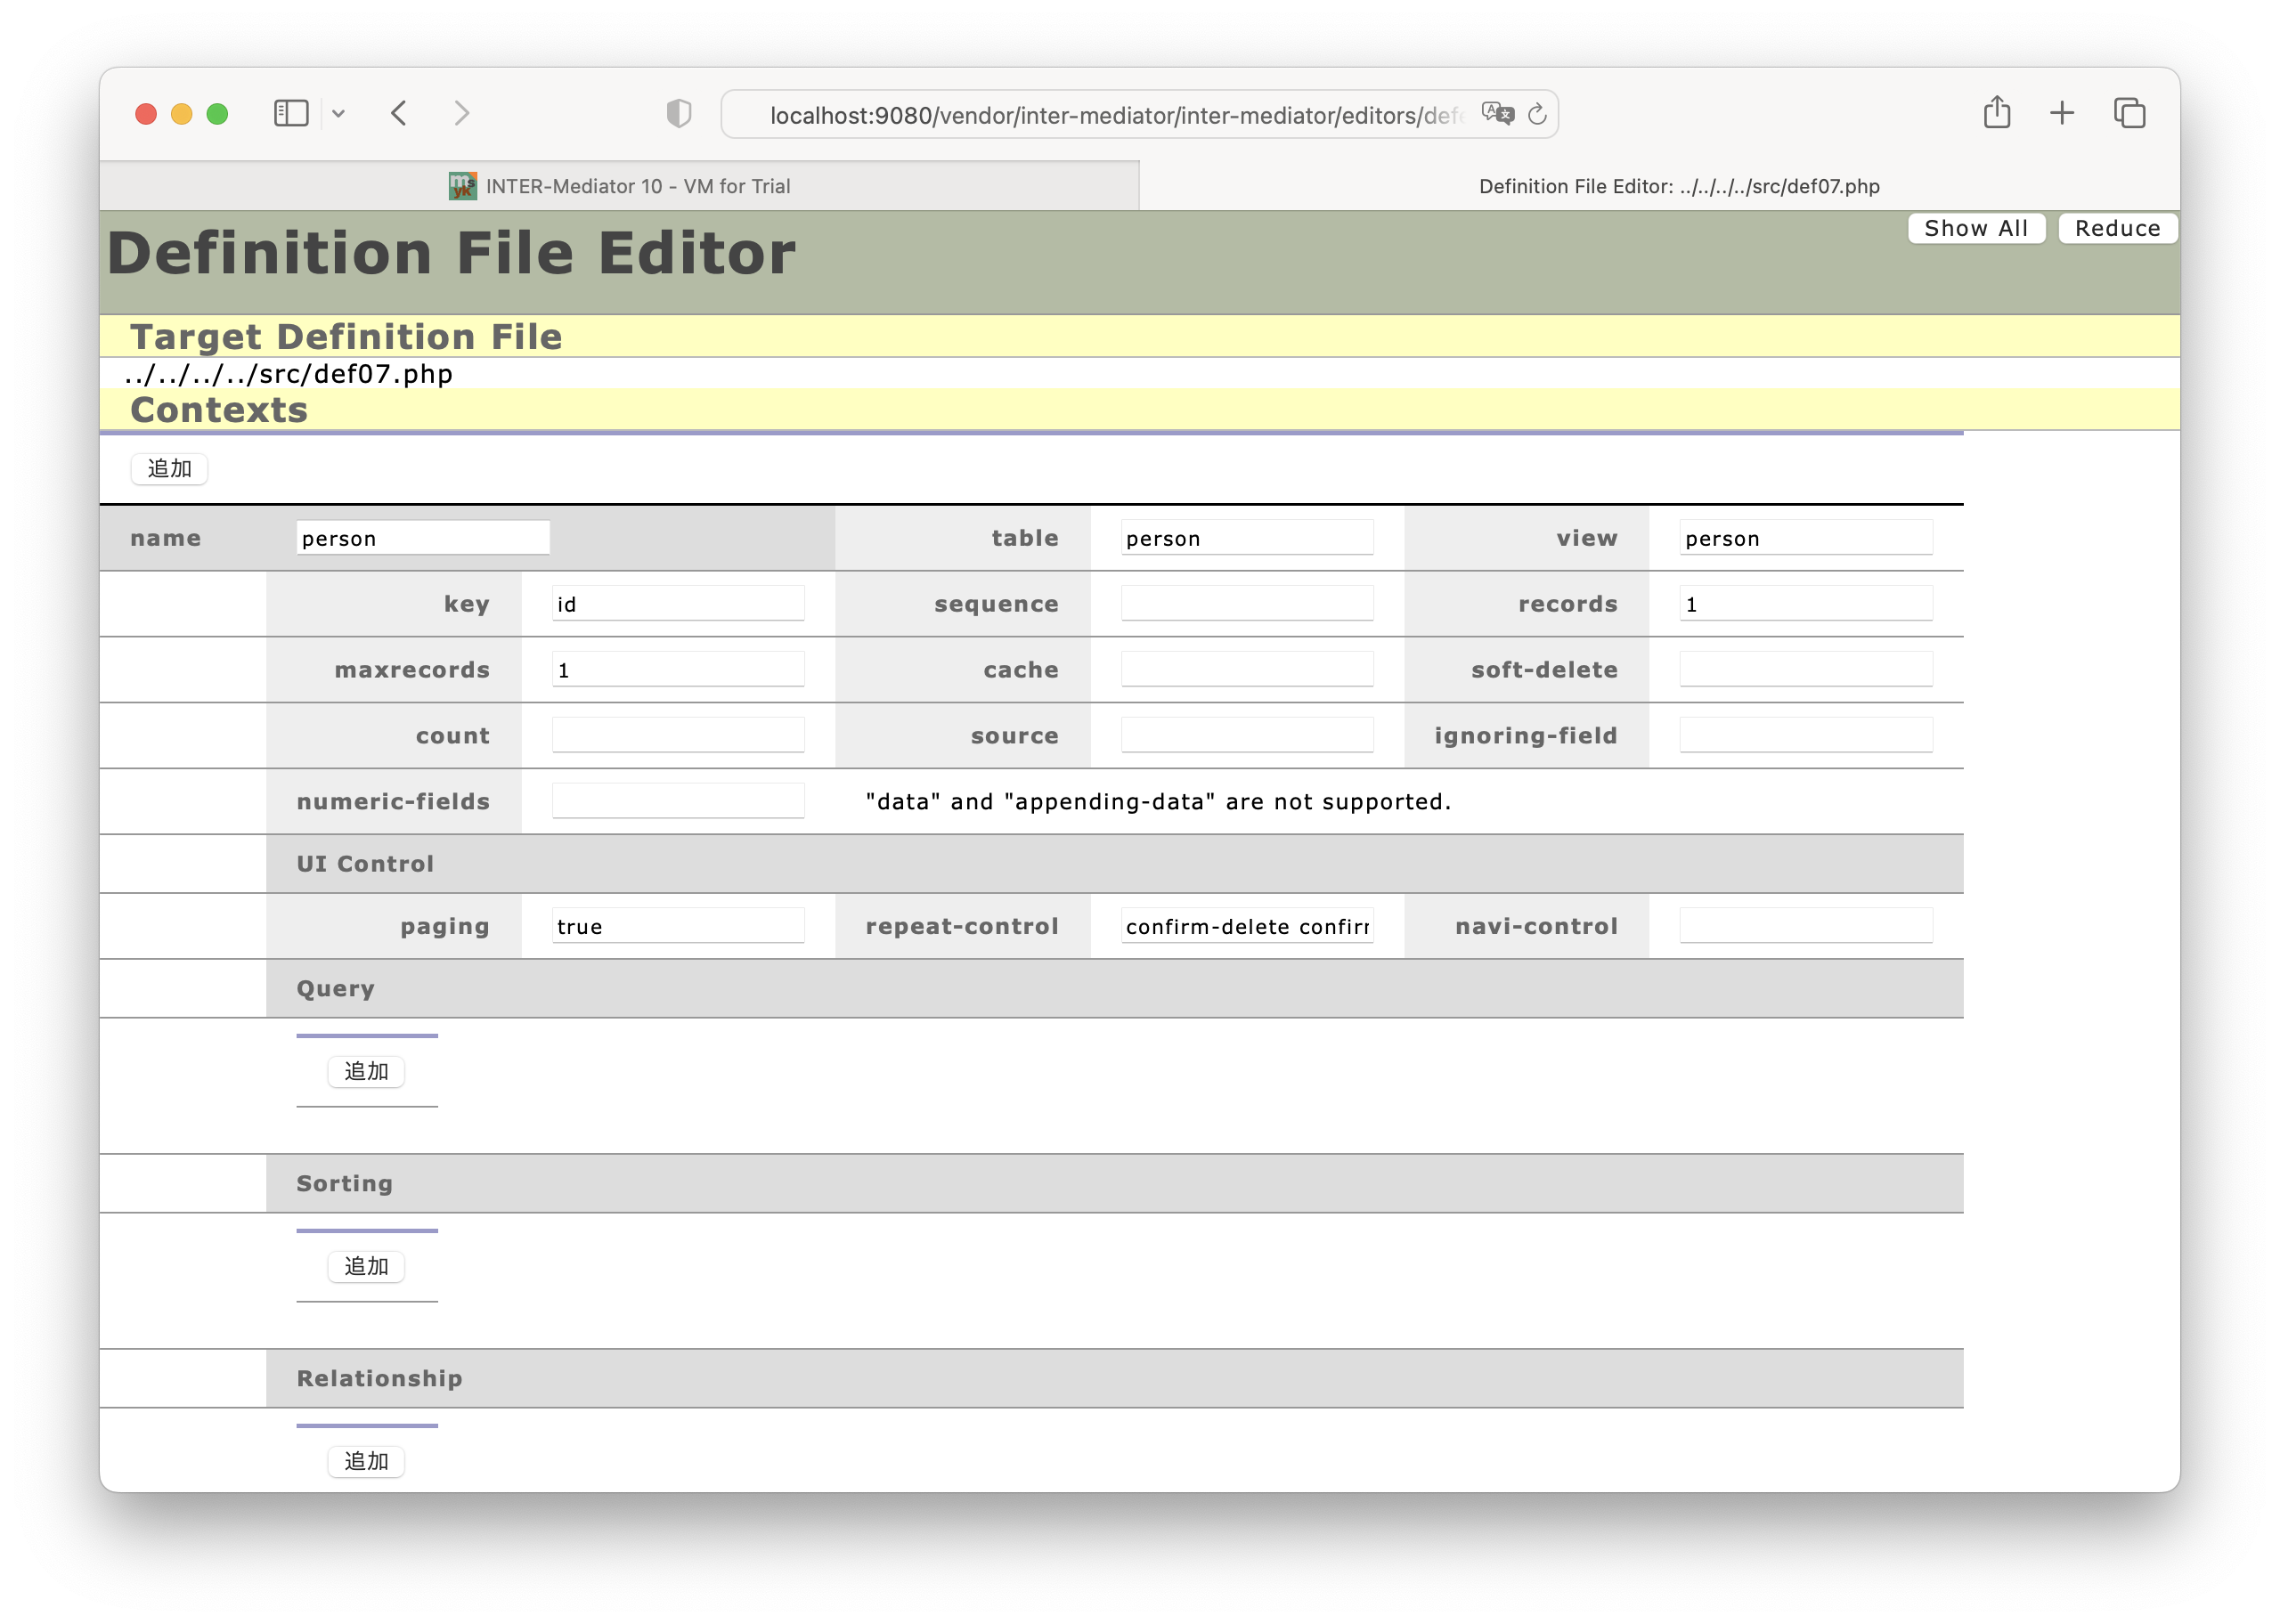 localhost:9080/vendor/inter-mediator/inter-mediator/editors/def
INTER-Mediator 10 - VM for Trial
Definition File Editor: ../../../../src/def07.php
Show All
Reduce
Definition File Editor
Target Definition File
../../../../src/def07.php
Contexts
追加
name person table person view person
key id sequence records 1
maxrecords 1 cache soft-delete
count source ignoring-field
numeric-fields "data" and "appending-data" are not supported.
UI Control
paging true repeat-control confirm-delete confir navi-control
Query
追加
Sorting
追加
Relationship
追加